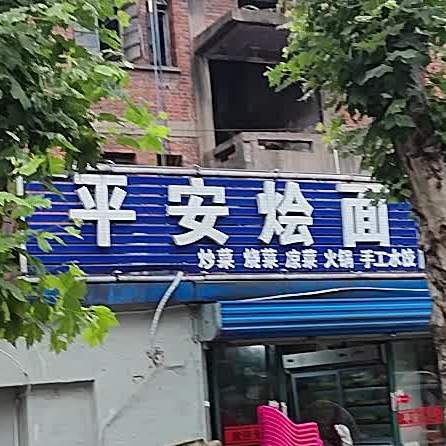 平安烩面
炒菜 烧菜 凉菜 火锅 手工水饺